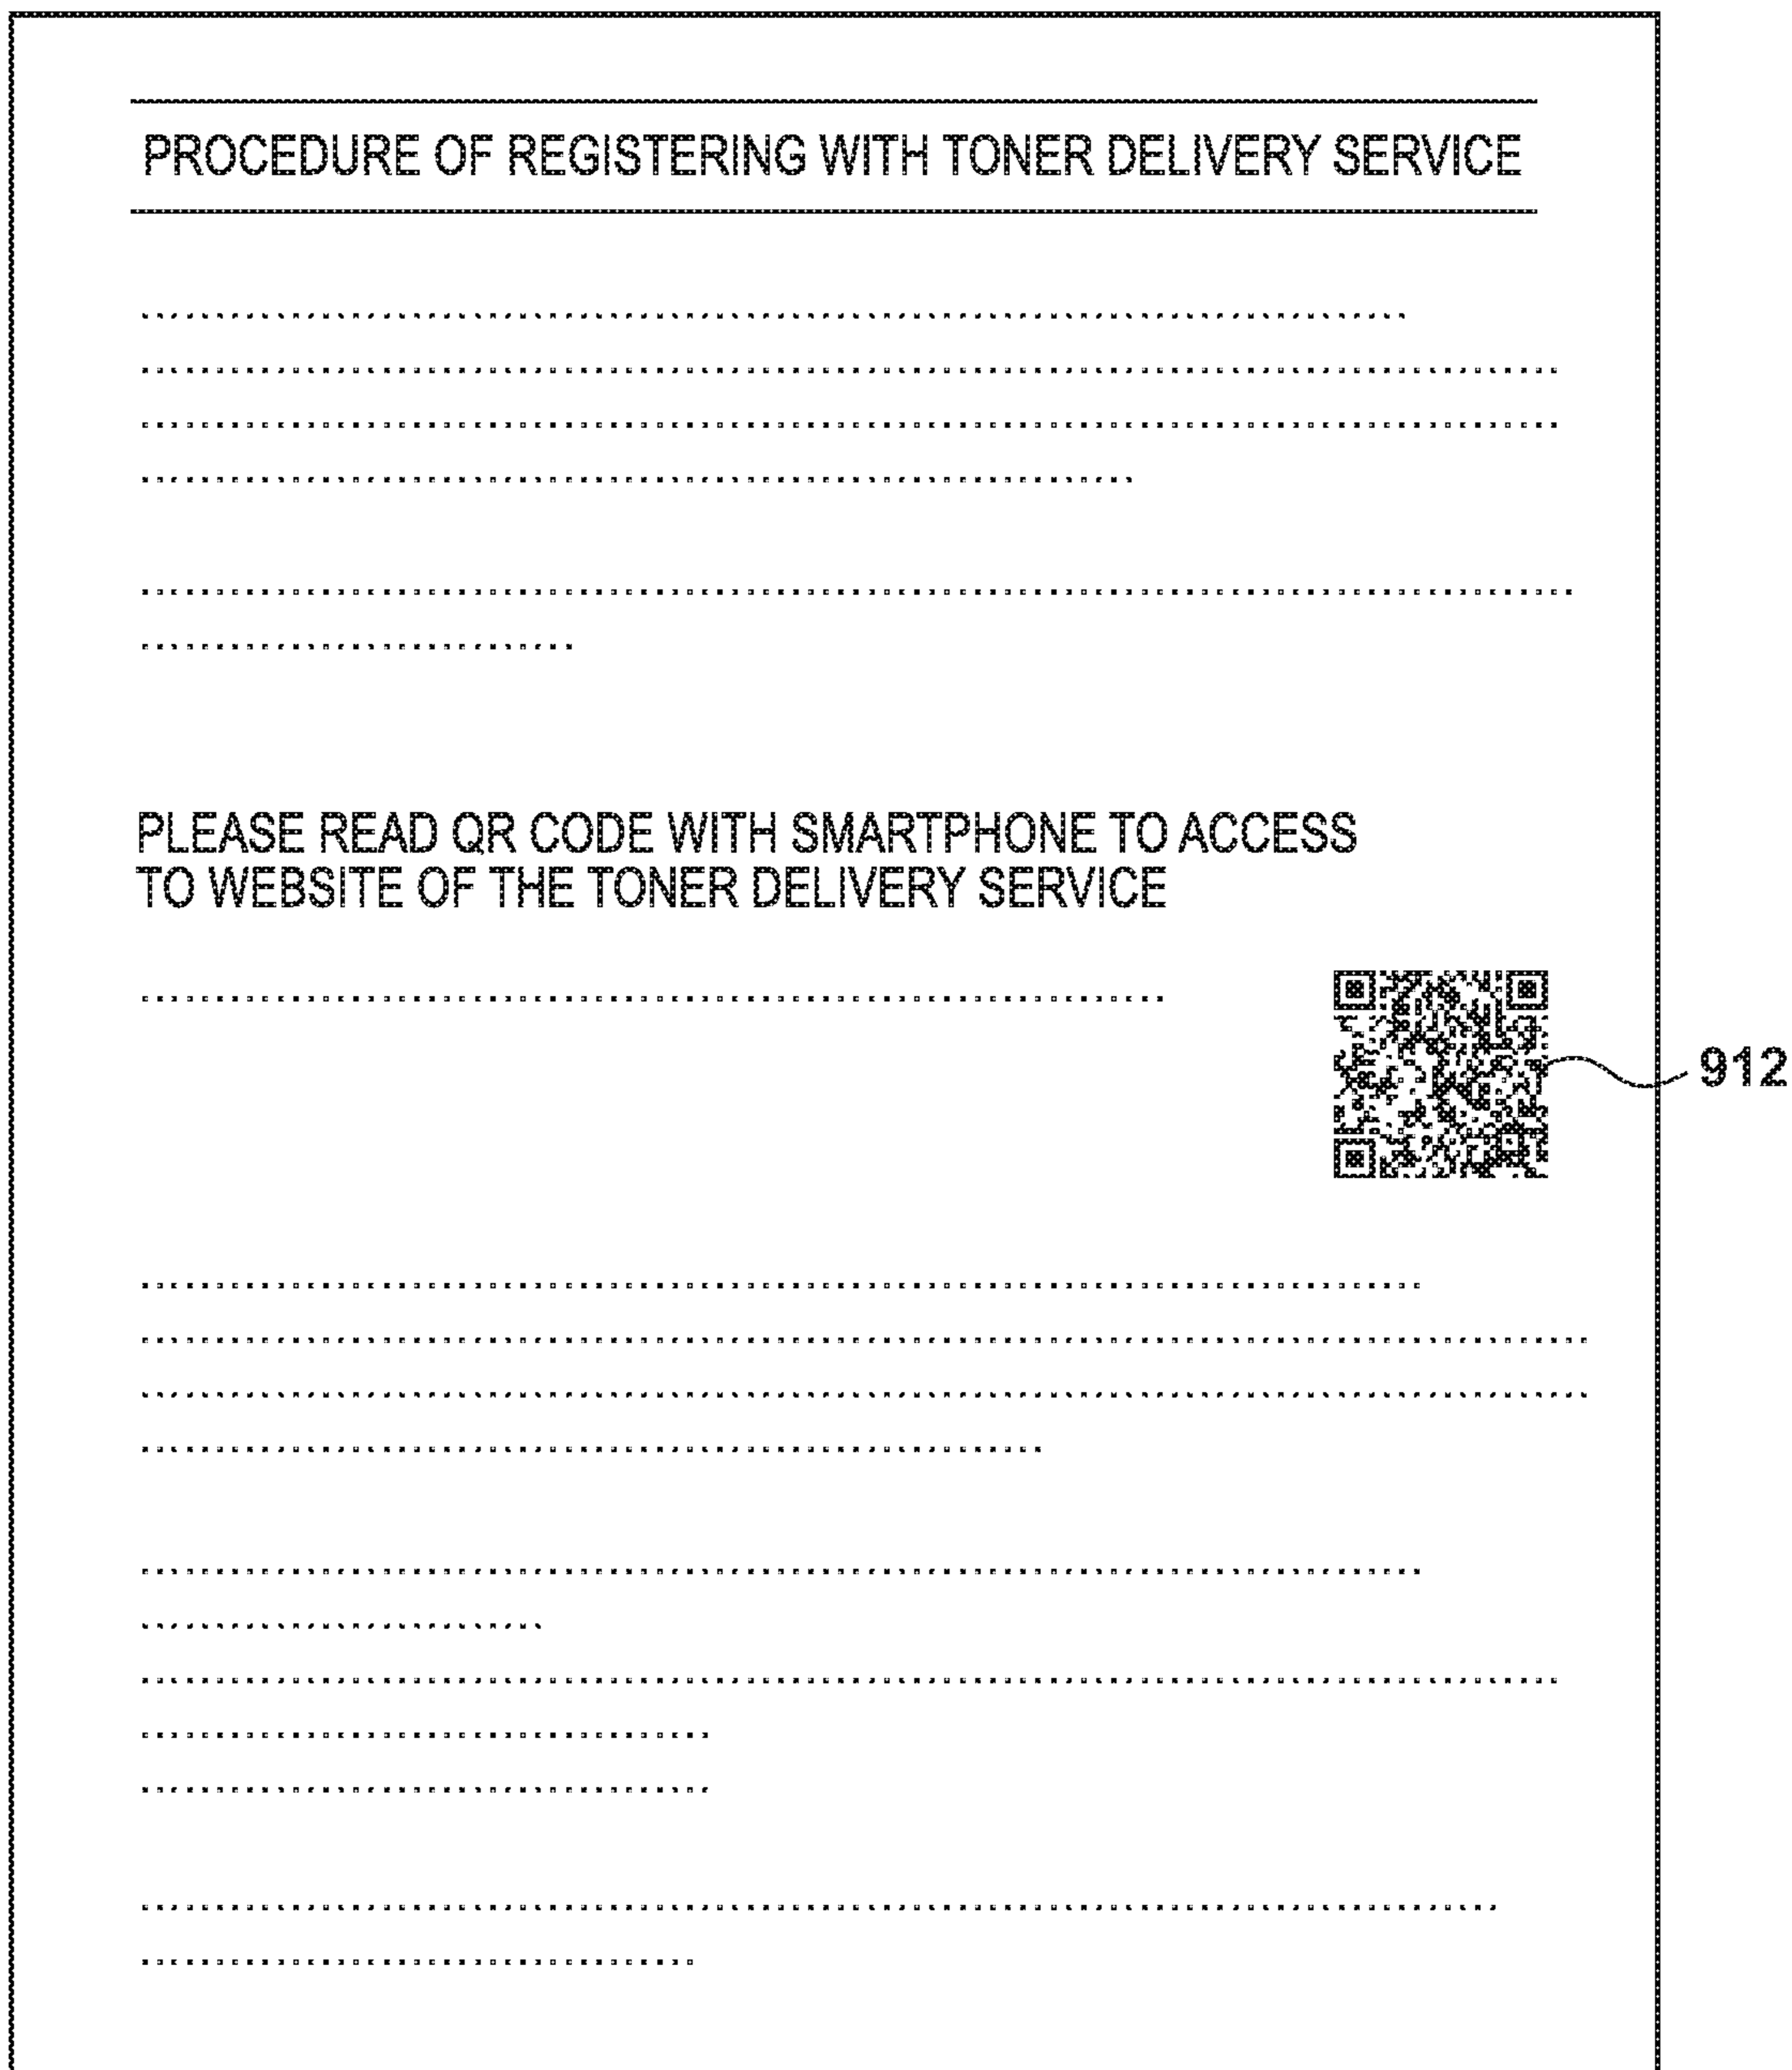 PROCEDURE OF REGISTERING WITH TONER DELIVERY SERVICE
PLEASE READ QR CODE WITH SMARTPHONE TO ACCESS
TO WEBSITE OF THE TONER DELIVERY SERVICE
912